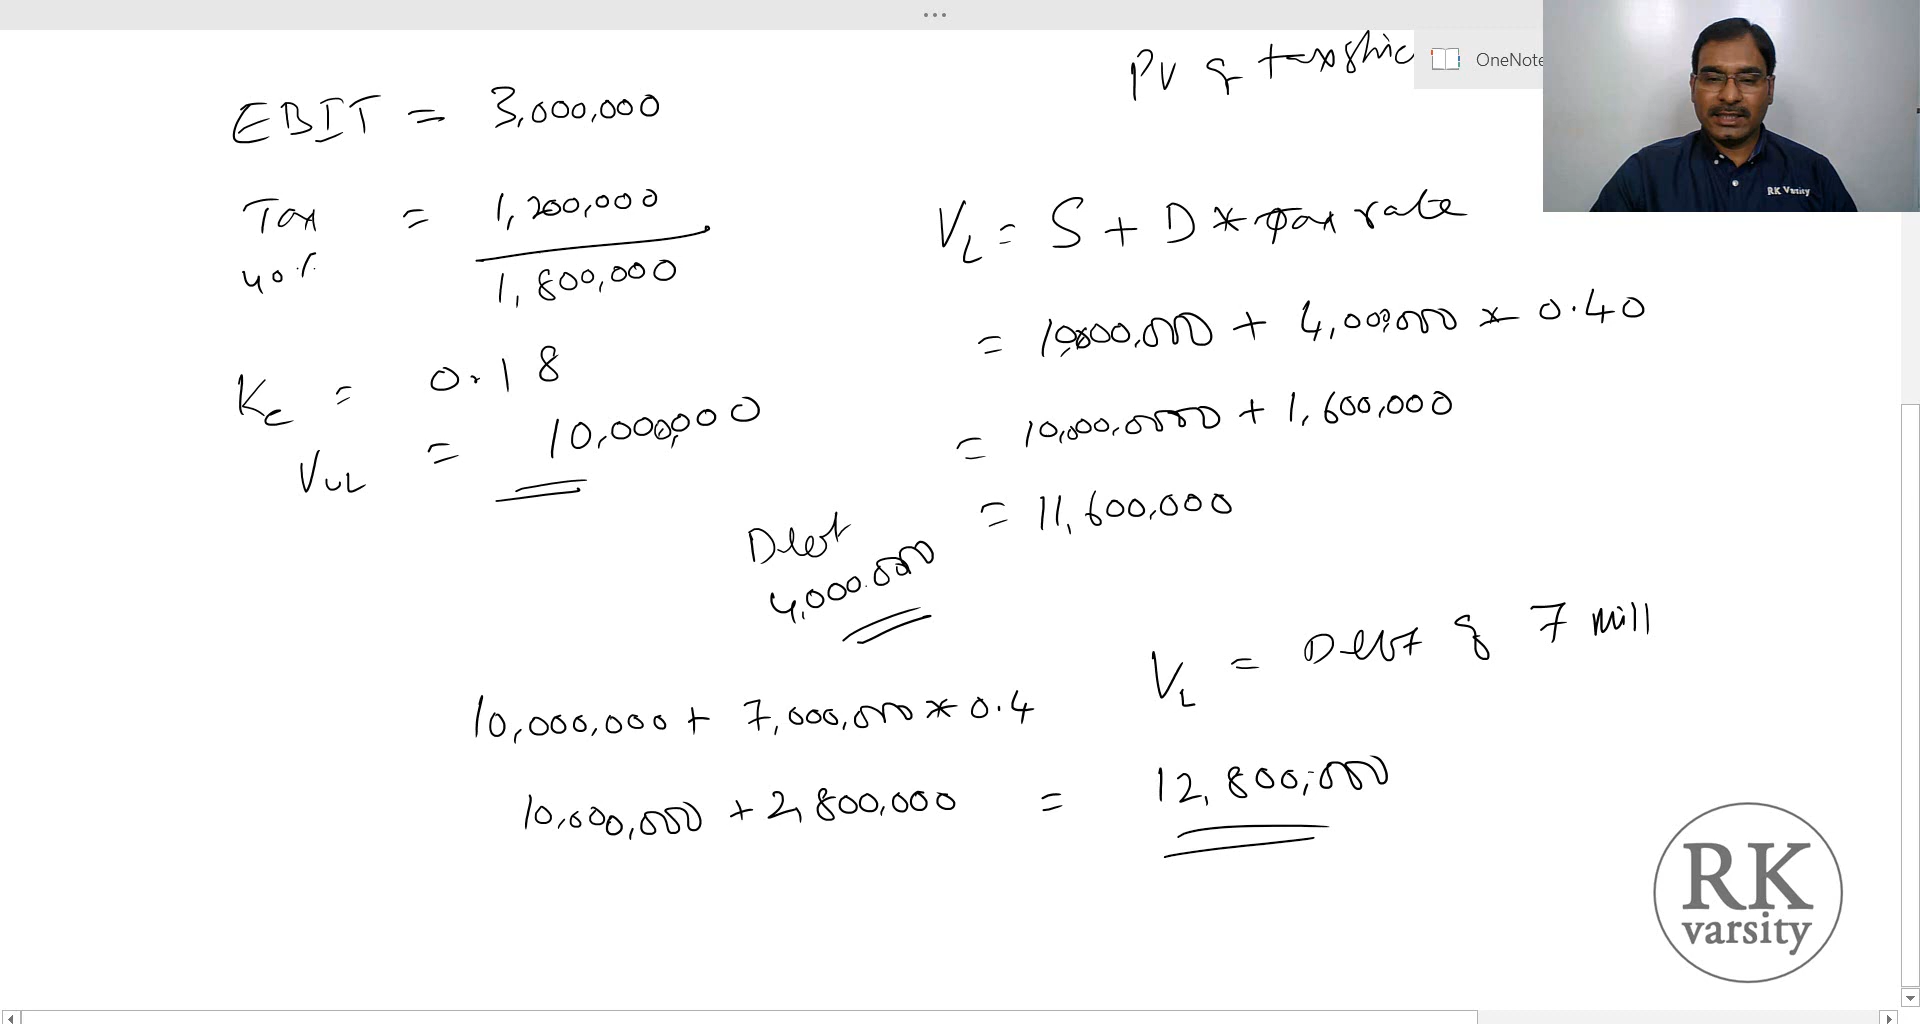 ...
PV of taxshie
OneNote
RK Varsity
EBIT = 3,000,000
Tax = 1,200,000
40%
1,800,000
Ke = 0.18
VUL = 10,000,000
VL = S + D * Tax rate
= 10,000,000 + 4,000,000 * 0.40
= 10,000,000 + 1,600,000
= 11,600,000
Debt
4,000,000
VL = Debt of 7 mill
10,000,000 + 7,000,000 * 0.4
10,000,000 + 2,800,000 = 12,800,000
RK
varsity